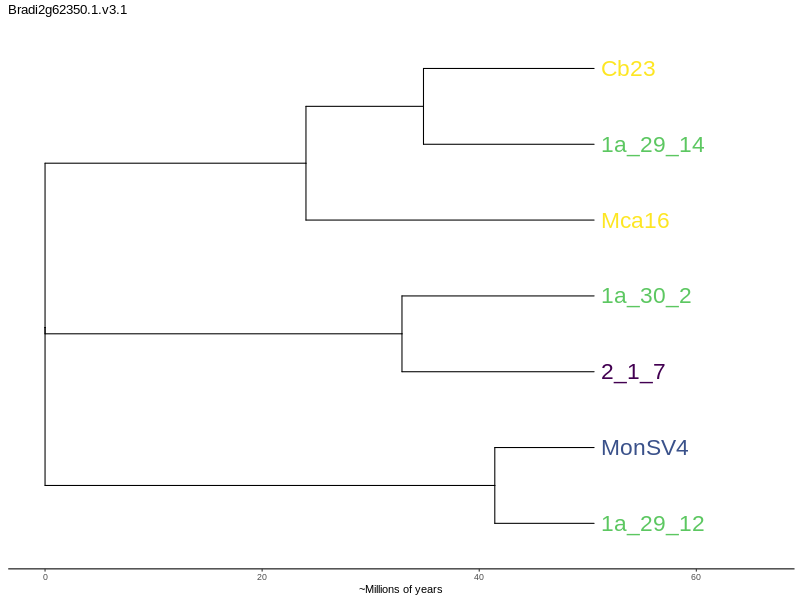 Bradi2g62350.1.v3.1
Cb23
1a_29_14
Mca16
1a_30_2
2_1_7
MonSV4
1a_29_12
0 20 40 60
~Millions of years